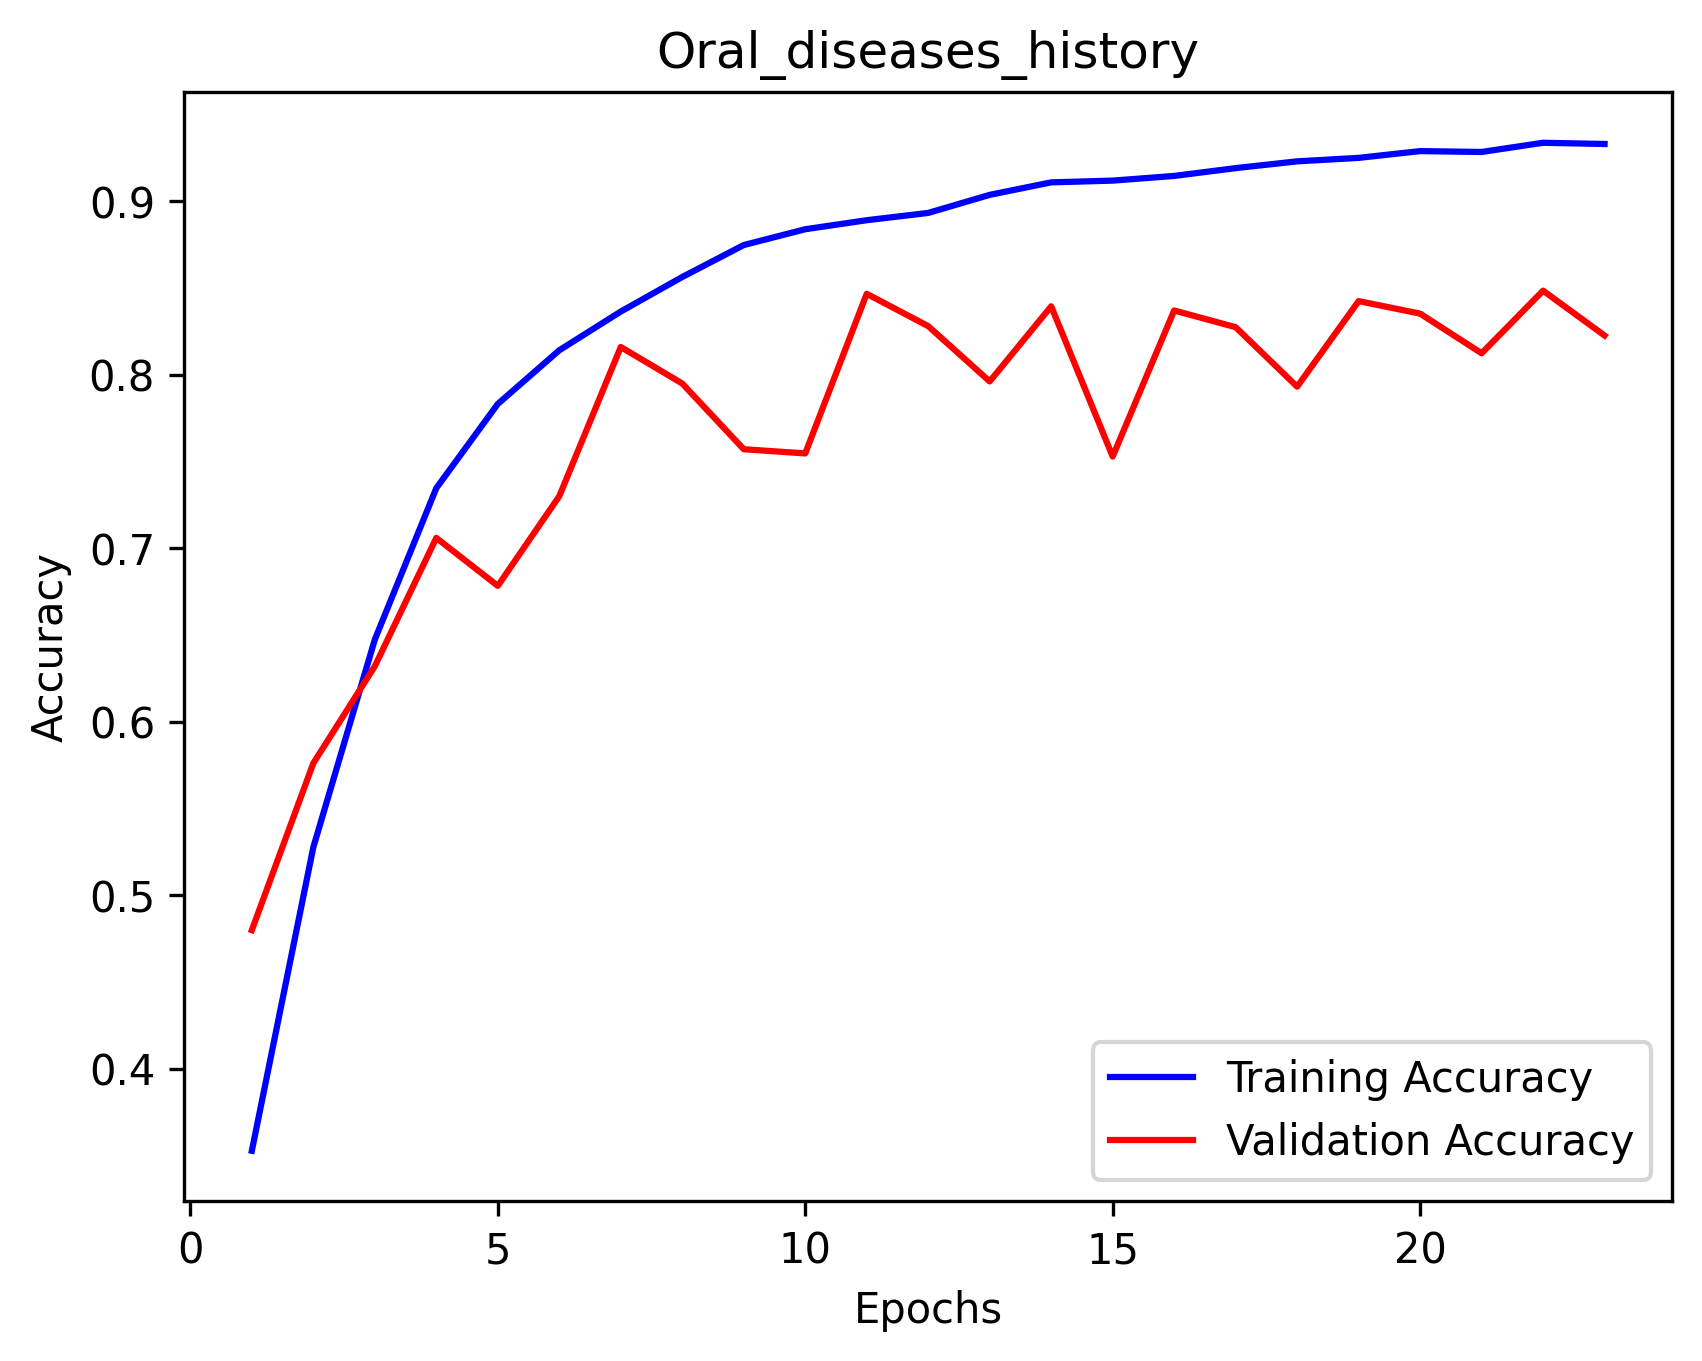 Oral_diseases_history
Accuracy
0.9
0.8
0.7
0.6
0.5
0.4
0 5 10 15 20
Epochs
Training Accuracy
Validation Accuracy